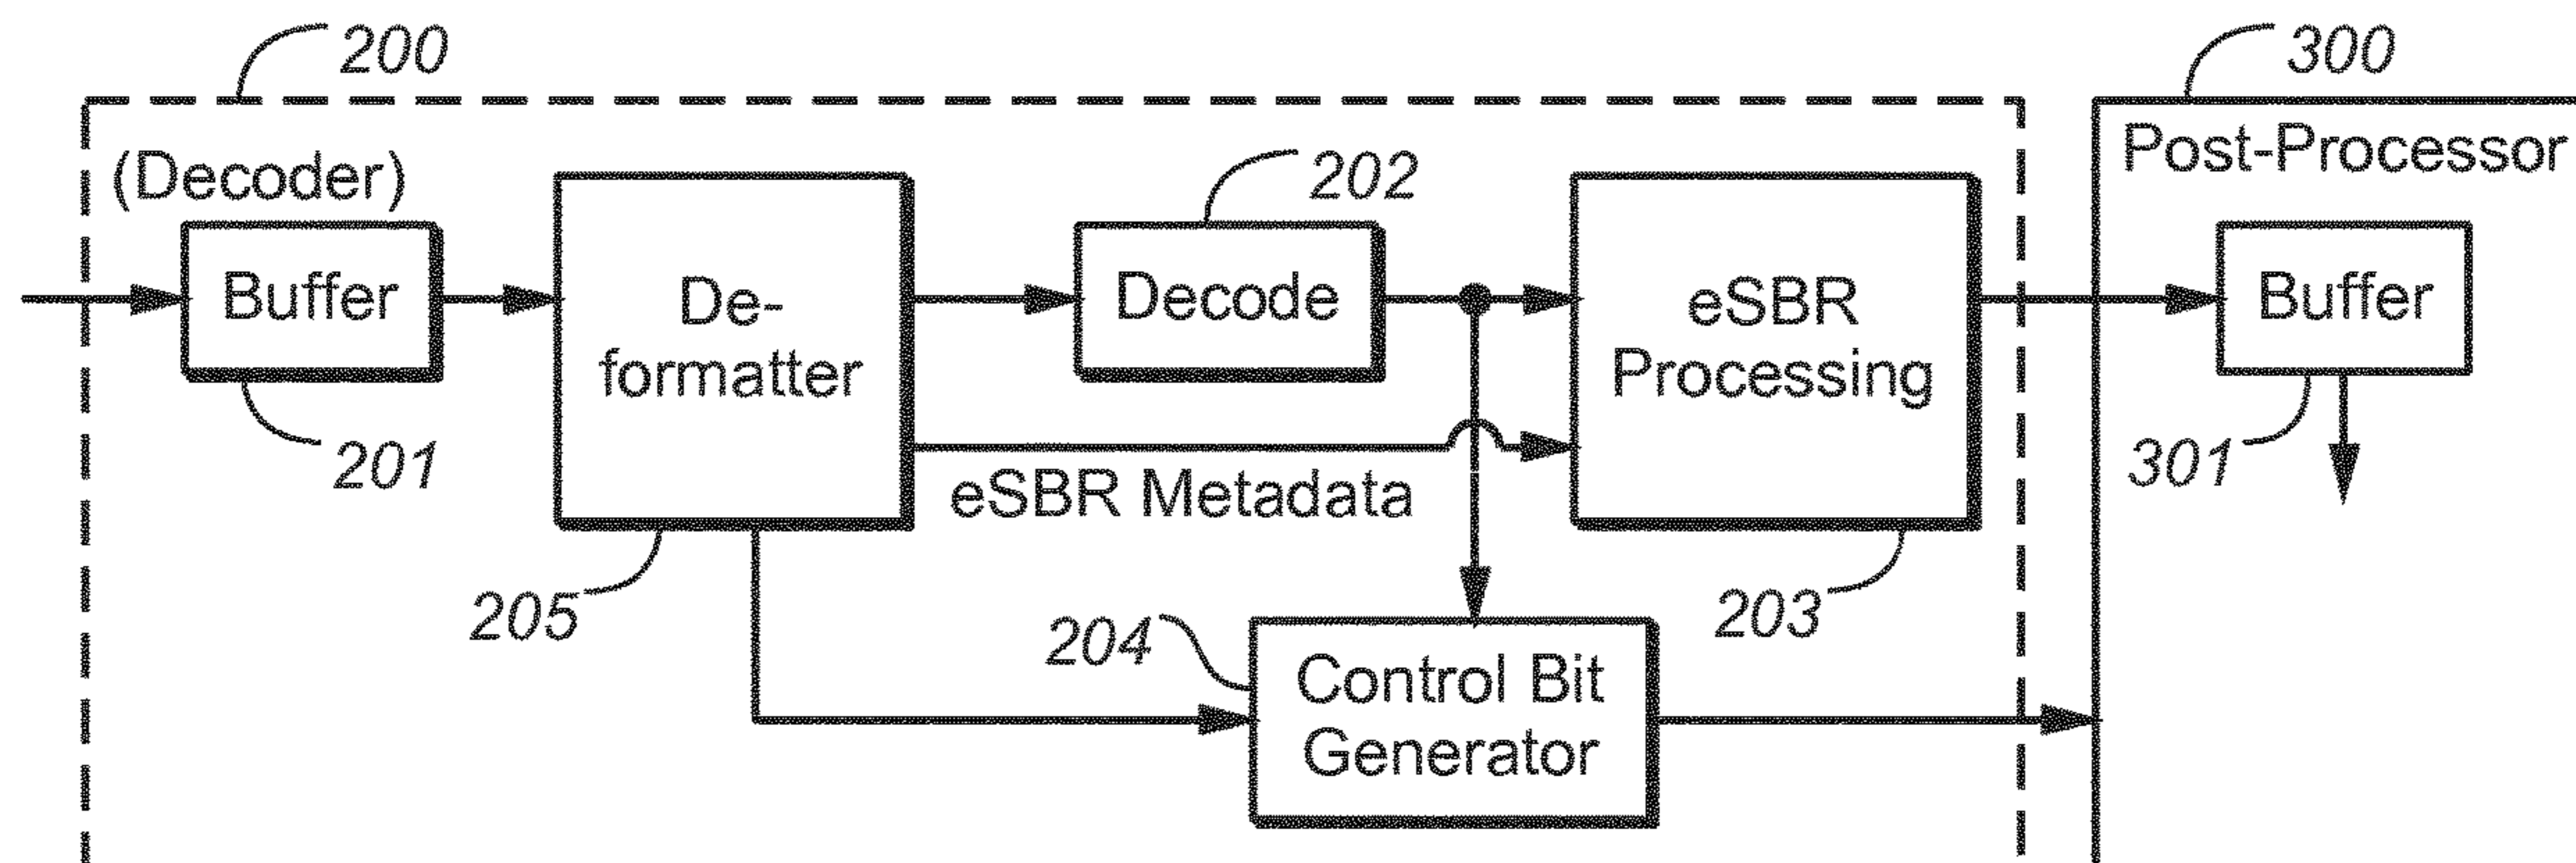 200
300
(Decoder)
Post-Processor
202
Buffer
De-
formatter
Decode
eSBR
Processing
Buffer
201
eSBR Metadata
301
205
204
203
Control Bit
Generator